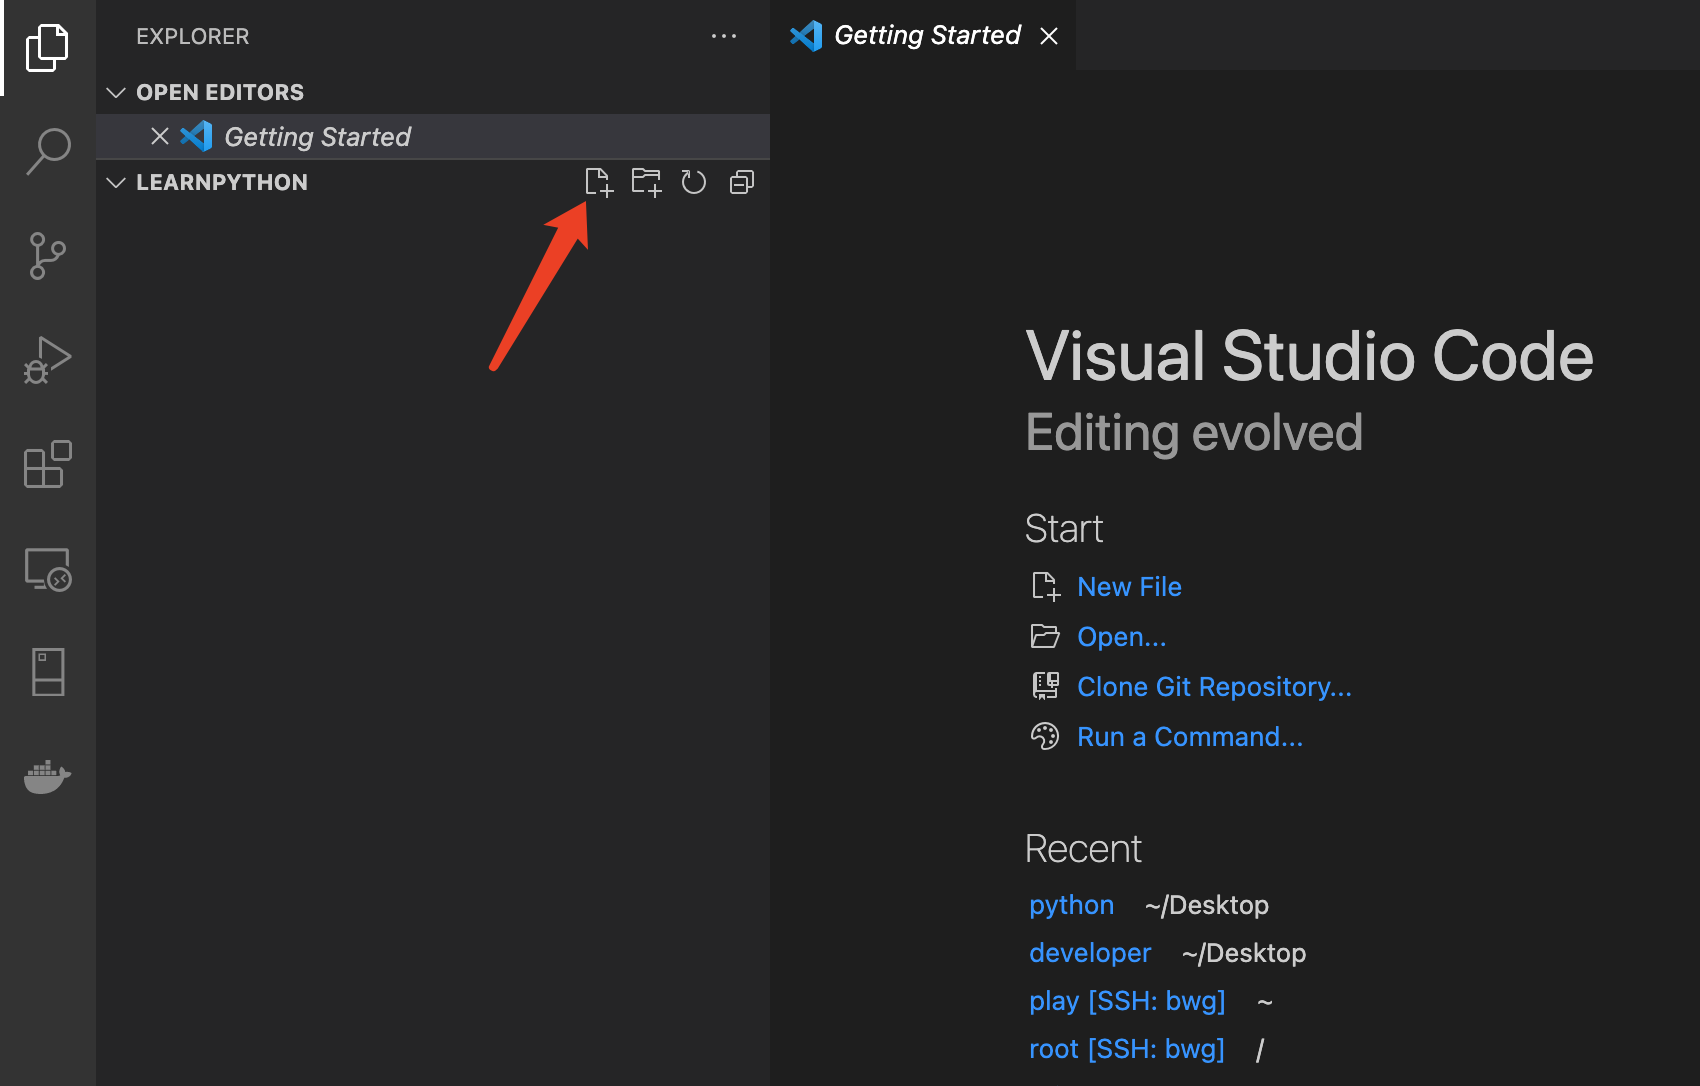 EXPLORER
OPEN EDITORS
Getting Started
LEARNPYTHON
Getting Started
Visual Studio Code
Editing evolved
Start
New File
Open...
Clone Git Repository...
Run a Command...
Recent
python ~/Desktop
developer ~/Desktop
play [SSH: bwg] ~
root [SSH: bwg] /